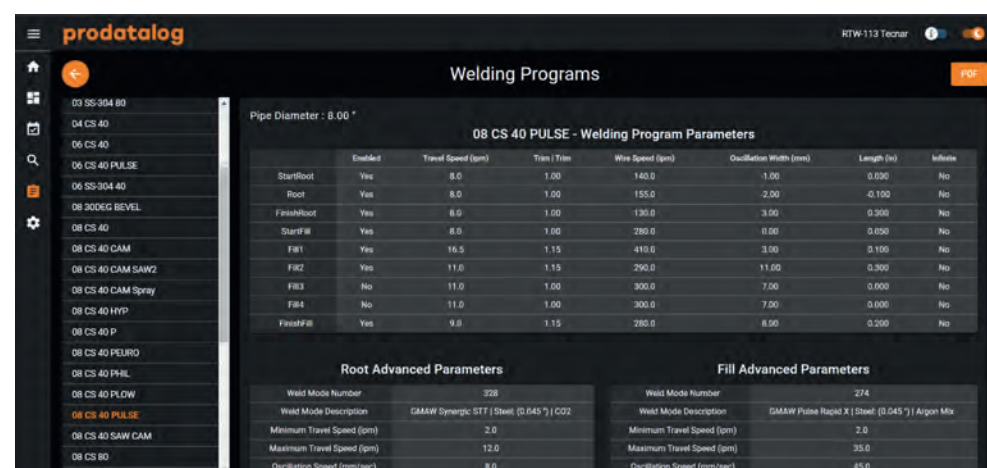 prodatalog
RTW-113 Tecnar
Welding Programs
PDF
03 SS-304 80
04 CS 40
06 CS 40
06 CS 40 PULSE
06 SS-304 40
08 30DEG BEVEL
08 CS 40
08 CS 40 CAM
08 CS 40 CAM SAW2
08 CS 40 CAM Spray
08 CS 40 HYP
08 CS 40 P
08 CS 40 PEURO
08 CS 40 PHIL
08 CS 40 PLOW
08 CS 40 PULSE
08 CS 40 SAW CAM
08 CS 80
Pipe Diameter : 8.00 "
08 CS 40 PULSE - Welding Program Parameters
Enabled Travel Speed (ipm) Trim | Trim Wire Speed (ipm) Oscillation Width (mm) Length (in) Infinite
StartRoot Yes 8.0 1.00 140.0 -1.00 0.030 No
Root Yes 8.0 1.00 155.0 -2.00 -0.100 No
FinishRoot Yes 8.0 1.00 130.0 3.00 0.300 No
StartFill Yes 8.0 1.00 280.0 0.00 0.050 No
Fill1 Yes 16.5 1.15 410.0 3.00 0.100 No
Fill2 Yes 11.0 1.15 290.0 11.00 0.300 No
Fill3 No 11.0 1.00 300.0 7.00 0.000 No
Fill4 No 11.0 1.00 300.0 7.00 0.000 No
FinishFill Yes 9.0 1.15 280.0 8.00 0.200 No
Root Advanced Parameters
Weld Mode Number 328
Weld Mode Description GMAW Synergic STT | Steel: (0.045 ") | CO2
Minimum Travel Speed (ipm) 2.0
Maximum Travel Speed (ipm) 12.0
Oscillation Speed (mm/sec) 8.0
Fill Advanced Parameters
Weld Mode Number 274
Weld Mode Description GMAW Pulse Rapid X | Steel: (0.045 ") | Argon Mix
Minimum Travel Speed (ipm) 2.0
Maximum Travel Speed (ipm) 35.0
Oscillation Speed (mm/sec) 45.0